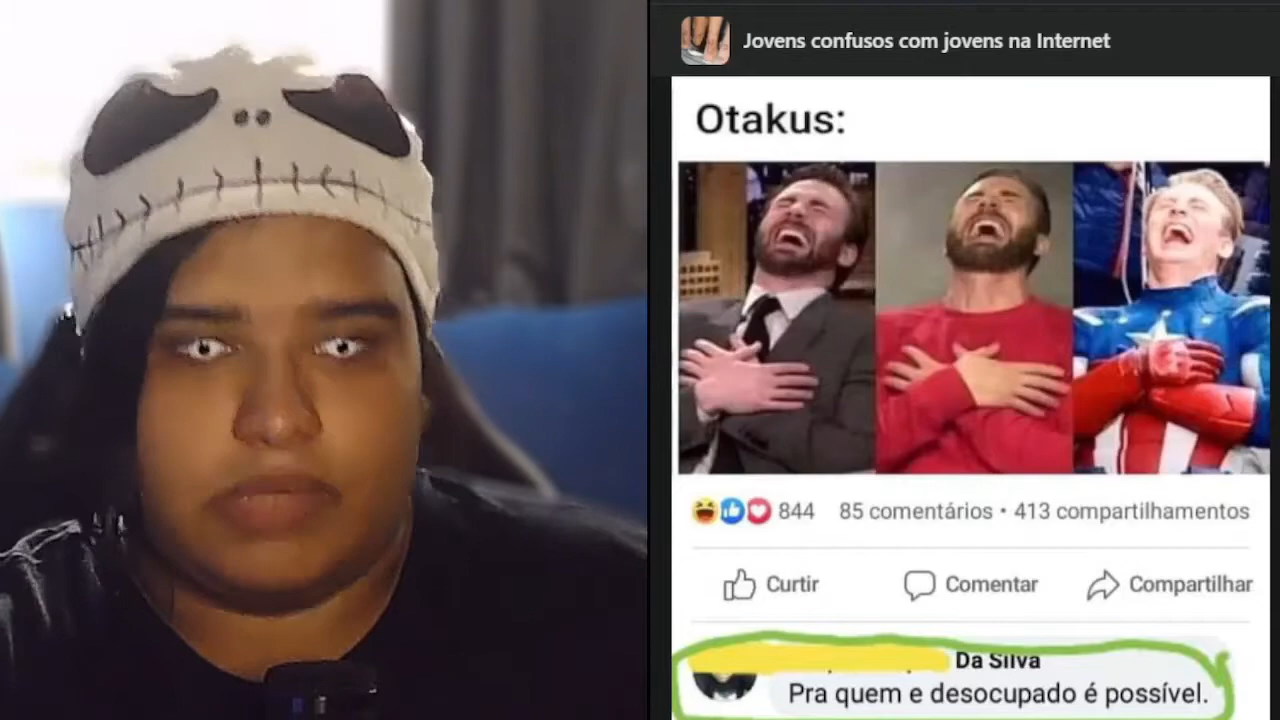 Jovens confusos com jovens na Internet
Otakus:
844 85 comentários • 413 compartilhamentos
Curtir Comentar Compartilhar
Da Silva
Pra quem e desocupado é possível.